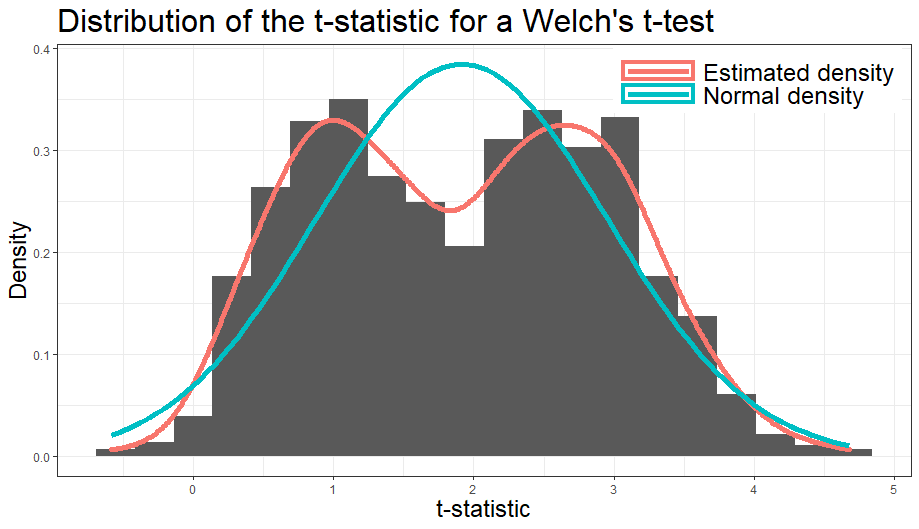 Distribution of the t-statistic for a Welch's t-test
Estimated density
Normal density
0.4
0.3
0.2
0.1
0.0
Density
0 1 2 3 4 5
t-statistic